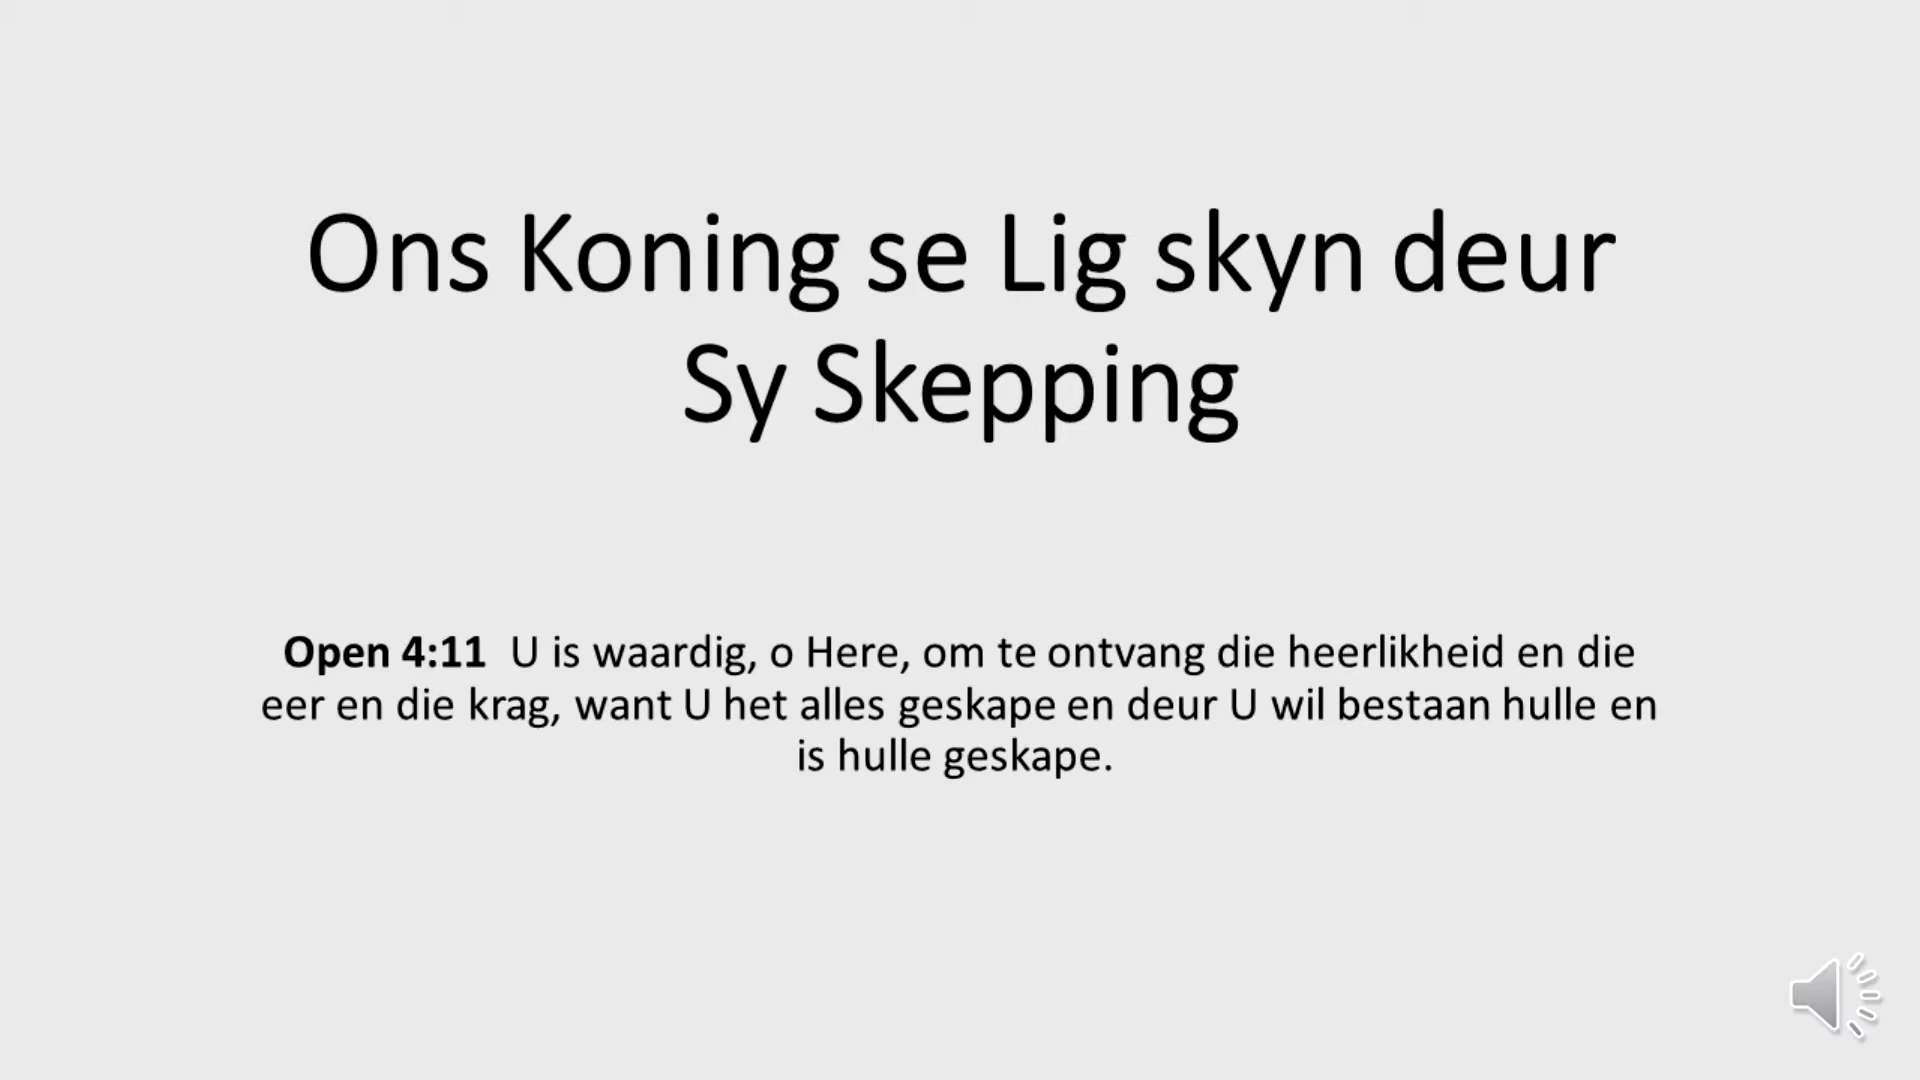 Ons Koning se Lig skyn deur
Sy Skepping
Open 4:11  U is waardig, o Here, om te ontvang die heerlikheid en die
eer en die krag, want U het alles geskape en deur U wil bestaan hulle en
is hulle geskape.